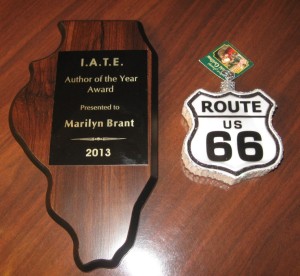 I.A.T.E.
Author of the Year
Award
Presented to
Marilyn Brant
2013
ROUTE
US
66